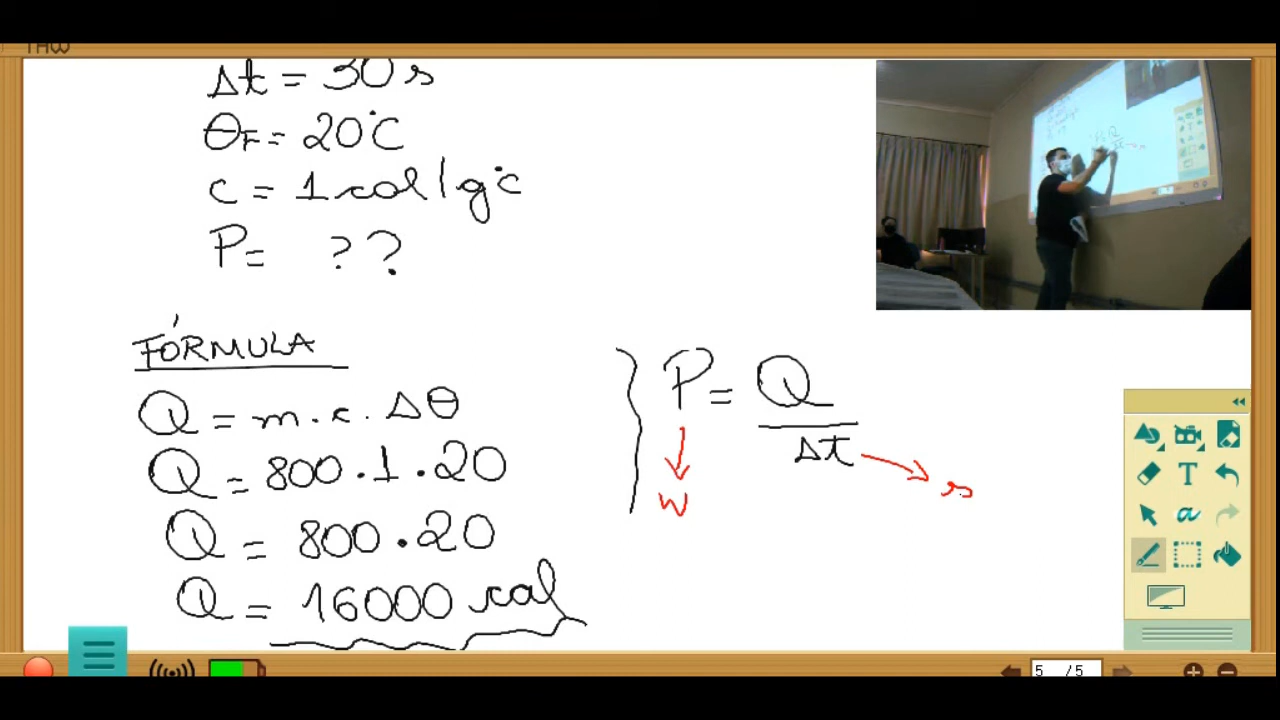 Δt = 30 s
θF = 20°C
c = 1 cal/g°C
P = ??
FÓRMULA
Q = m.c.Δθ
Q = 800.1.20
Q = 800.20
Q = 16000 cal
P = Q
Δt
s
W
T
a
5 /5